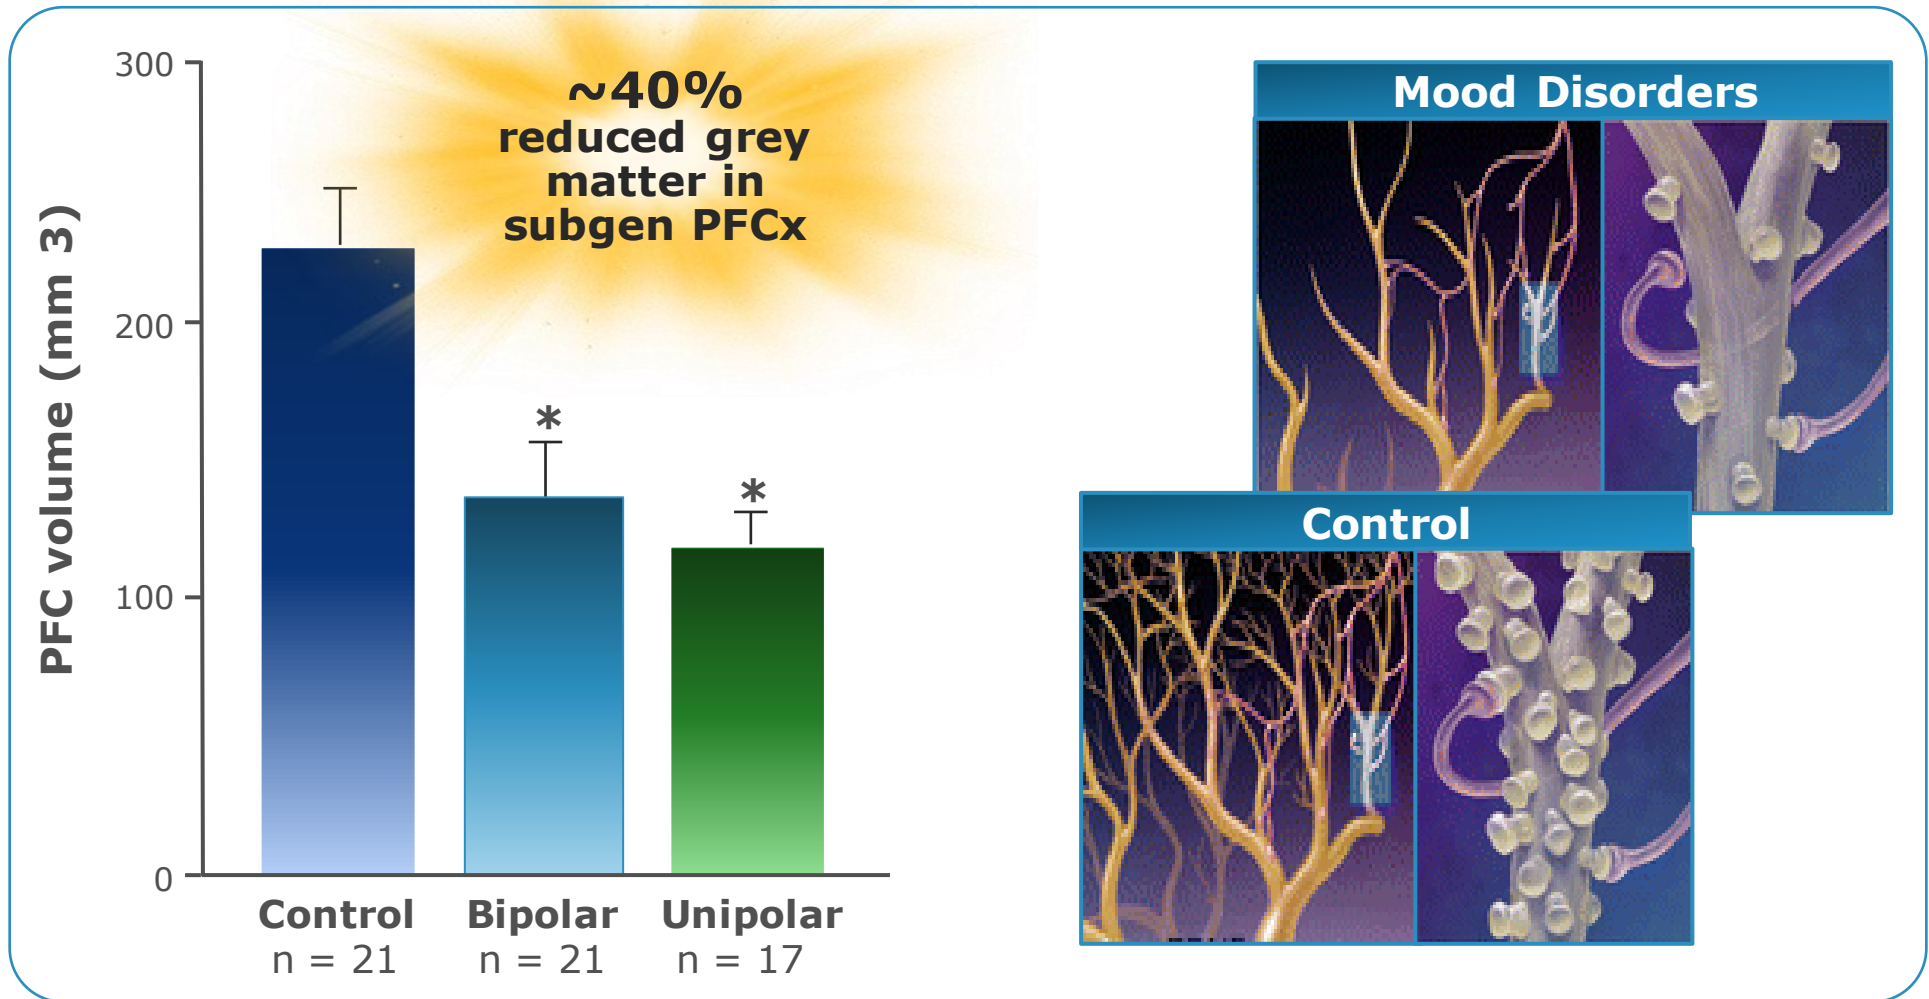 PFC volume (mm 3)
300
200
100
0
~40%
reduced grey
matter in
subgen PFCx
*
*
Control
n = 21
Bipolar
n = 21
Unipolar
n = 17
Mood Disorders
Control